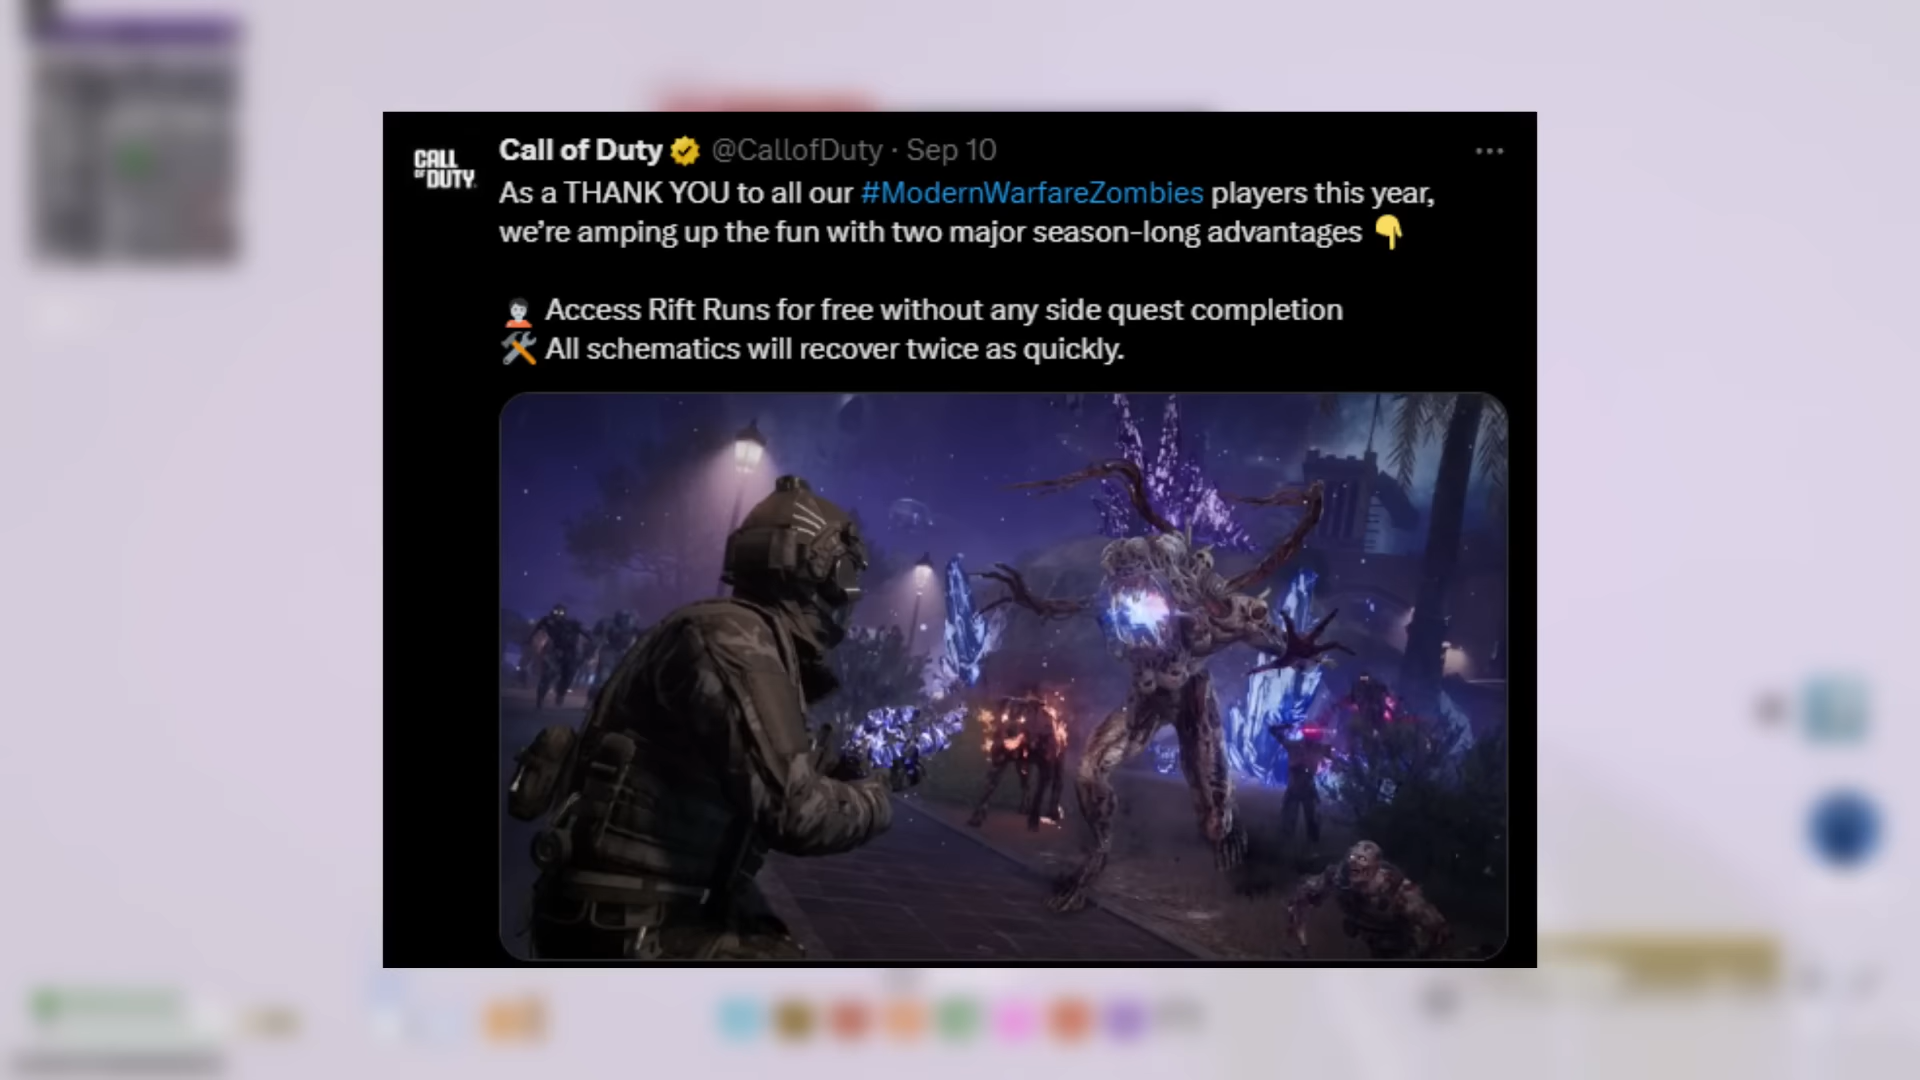 CALL OF DUTY
Call of Duty @CallofDuty · Sep 10
As a THANK YOU to all our #ModernWarfareZombies players this year,
we’re amping up the fun with two major season-long advantages 👇
Access Rift Runs for free without any side quest completion
🛠️ All schematics will recover twice as quickly.